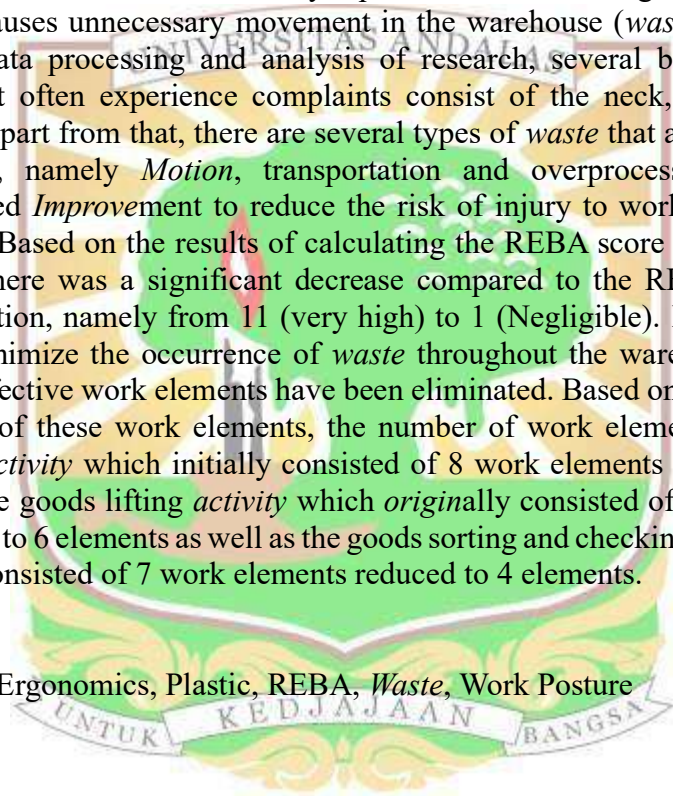 auses unnecessary movement in the warehouse (wast
UNIVERSITAS ANDALAS
ata processing and analysis of research, several b
t often experience complaints consist of the neck,
part from that, there are several types of waste that a
, namely Motion, transportation and overprocess
ed Improvement to reduce the risk of injury to work
Based on the results of calculating the REBA score
here was a significant decrease compared to the RE
tion, namely from 11 (very high) to 1 (Negligible).
nimize the occurrence of waste throughout the ware
fective work elements have been eliminated. Based on
of these work elements, the number of work eleme
ctivity which initially consisted of 8 work elements
e goods lifting activity which originally consisted of
to 6 elements as well as the goods sorting and checkin
onsisted of 7 work elements reduced to 4 elements.
Ergonomics, Plastic, REBA, Waste, Work Posture
UNTUK KEDJAJAAN BANGSA